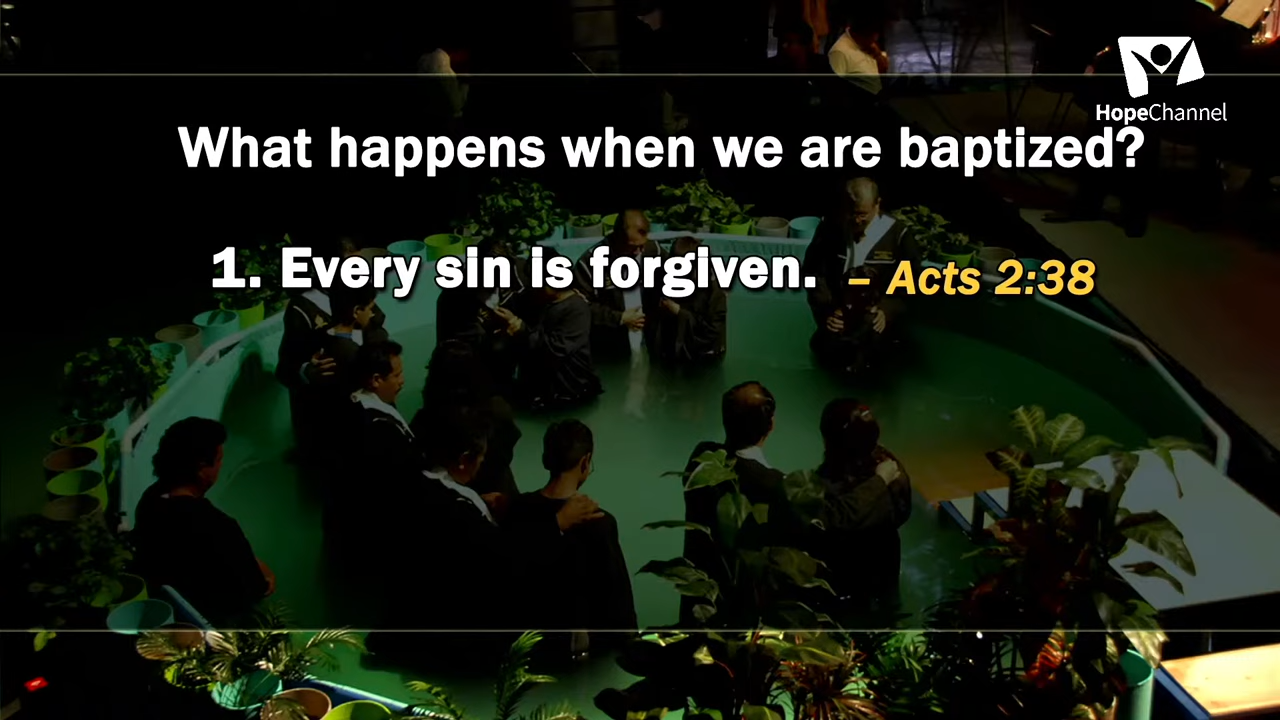 HopeChannel
What happens when we are baptized?
1. Every sin is forgiven. – Acts 2:38